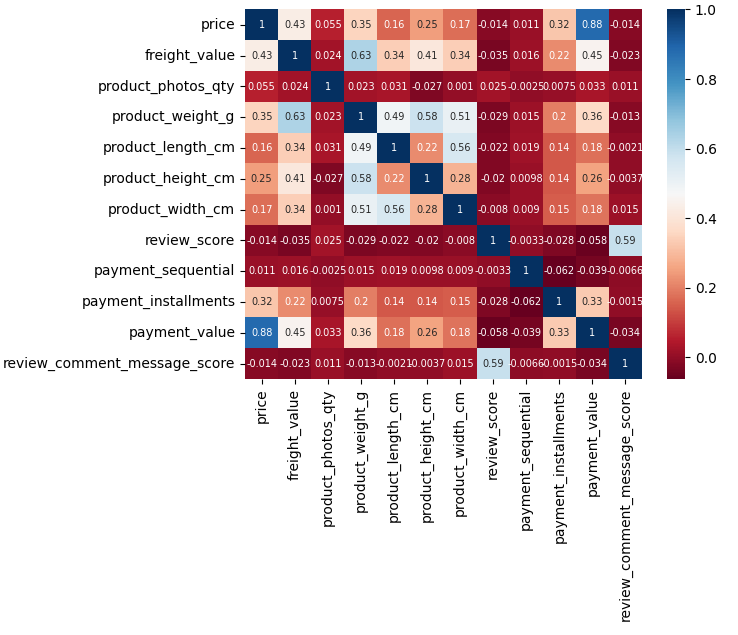 price 1 0.43 0.055 0.35 0.16 0.25 0.17 -0.014 0.011 0.32 0.88 -0.014
freight_value 0.43 1 0.024 0.63 0.34 0.41 0.34 -0.035 0.016 0.22 0.45 -0.023
product_photos_qty 0.055 0.024 1 0.023 0.031 -0.027 0.001 0.025 -0.0025 0.0075 0.033 0.011
product_weight_g 0.35 0.63 0.023 1 0.49 0.58 0.51 -0.029 0.015 0.2 0.36 -0.013
product_length_cm 0.16 0.34 0.031 0.49 1 0.22 0.56 -0.022 0.019 0.14 0.18 -0.0021
product_height_cm 0.25 0.41 -0.027 0.58 0.22 1 0.28 -0.02 0.0098 0.14 0.26 -0.0037
product_width_cm 0.17 0.34 0.001 0.51 0.56 0.28 1 -0.008 0.009 0.15 0.18 0.015
review_score -0.014 -0.035 0.025 -0.029 -0.022 -0.02 -0.008 1 -0.0033 -0.028 -0.058 0.59
payment_sequential 0.011 0.016 -0.0025 0.015 0.019 0.0098 0.009 -0.0033 1 -0.062 -0.039 -0.0066
payment_installments 0.32 0.22 0.0075 0.2 0.14 0.14 0.15 -0.028 -0.062 1 0.33 -0.0015
payment_value 0.88 0.45 0.033 0.36 0.18 0.26 0.18 -0.058 -0.039 0.33 1 -0.034
review_comment_message_score -0.014 -0.023 0.011 -0.013 -0.0021 -0.0037 0.015 0.59 -0.0066 -0.0015 -0.034 1
price
freight_value
product_photos_qty
product_weight_g
product_length_cm
product_height_cm
product_width_cm
review_score
payment_sequential
payment_installments
payment_value
review_comment_message_score
1.0
0.8
0.6
0.4
0.2
0.0